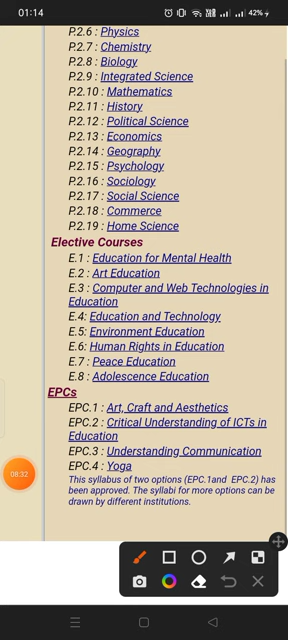 01:14
42%
P.2.6 : Physics
P.2.7 : Chemistry
P.2.8 : Biology
P.2.9 : Integrated Science
P.2.10 : Mathematics
P.2.11 : History
P.2.12 : Political Science
P.2.13 : Economics
P.2.14 : Geography
P.2.15 : Psychology
P.2.16 : Sociology
P.2.17 : Social Science
P.2.18 : Commerce
P.2.19 : Home Science
Elective Courses
E.1 : Education for Mental Health
E.2 : Art Education
E.3 : Computer and Web Technologies in
Education
E.4: Education and Technology
E.5: Environment Education
E.6: Human Rights in Education
E.7 : Peace Education
E.8 : Adolescence Education
EPCs
EPC.1 : Art, Craft and Aesthetics
EPC.2 : Critical Understanding of ICTs in
Education
EPC.3 : Understanding Communication
EPC.4 : Yoga
This syllabus of two options (EPC.1and EPC.2) has
been approved. The syllabi for more options can be
drawn by different institutions.
08:32